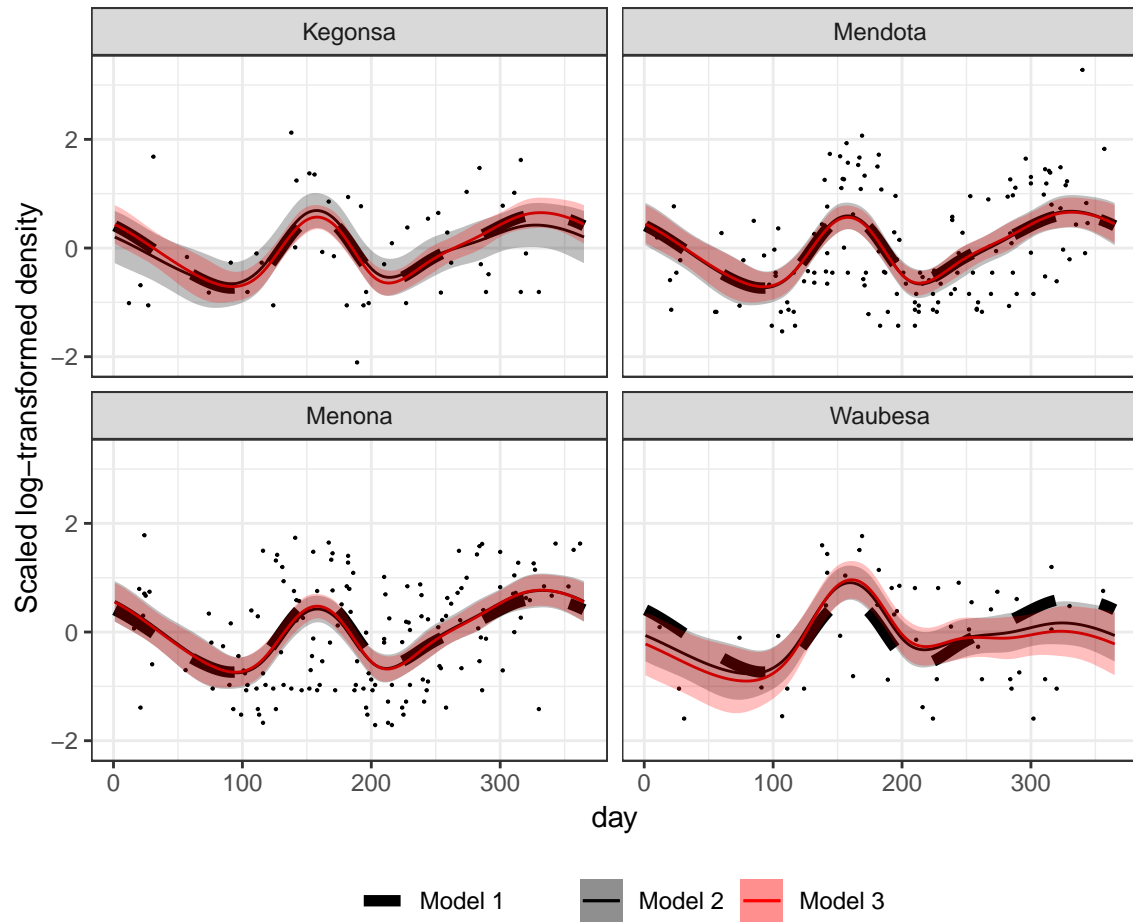 Kegonsa
Mendota
2
0
−2
Menona
Waubesa
2
0
−2
0
100
200
300
0
100
200
300
Scaled log−transformed density
day
Model 1
Model 2
Model 3